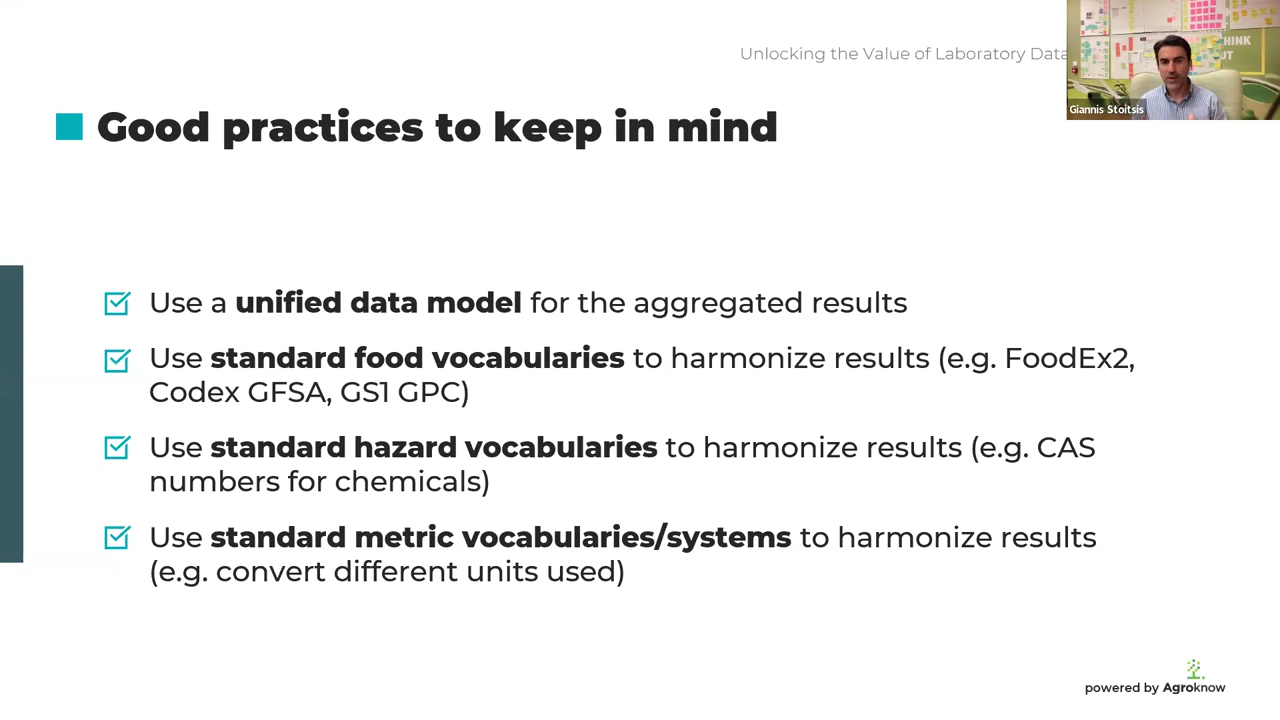 Unlocking the Value of Laboratory Data
THINK
OUT
Giannis Stoitsis
Good practices to keep in mind
Use a unified data model for the aggregated results
Use standard food vocabularies to harmonize results (e.g. FoodEx2,
Codex GFSA, GS1 GPC)
Use standard hazard vocabularies to harmonize results (e.g. CAS
numbers for chemicals)
Use standard metric vocabularies/systems to harmonize results
(e.g. convert different units used)
powered by Agroknow